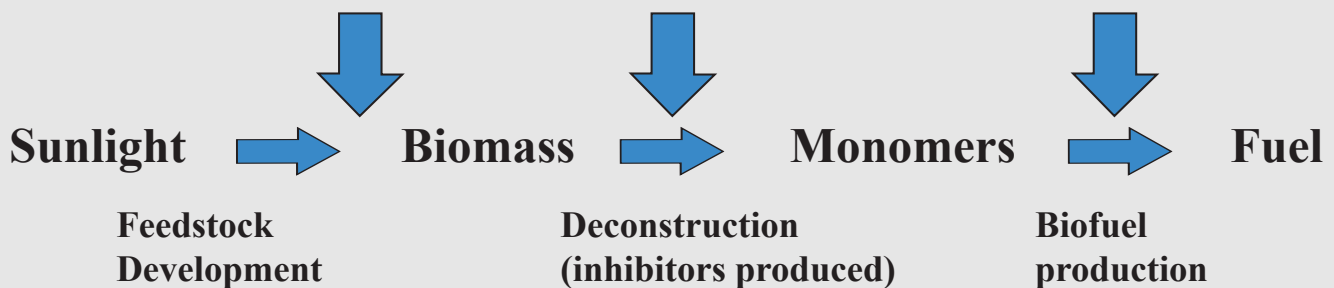 Sunlight Biomass Monomers Fuel
Feedstock
Development
Deconstruction
(inhibitors produced)
Biofuel
production